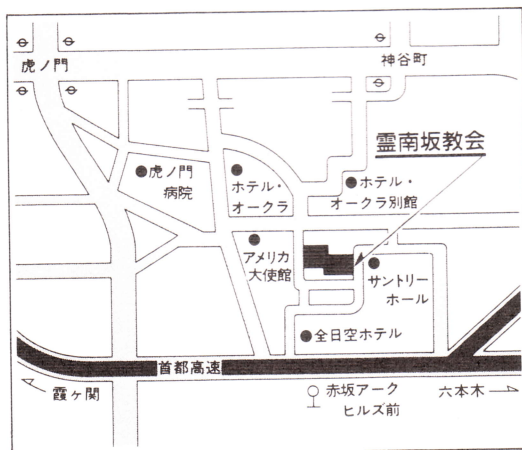 虎ノ門
神谷町
霊南坂教会
虎ノ門
病院
ホテル・
オークラ
ホテル・
オークラ別館
アメリカ
大使館
サントリー
ホール
全日空ホテル
首都高速
霞ヶ関
赤坂アーク
ヒルズ前
六本木